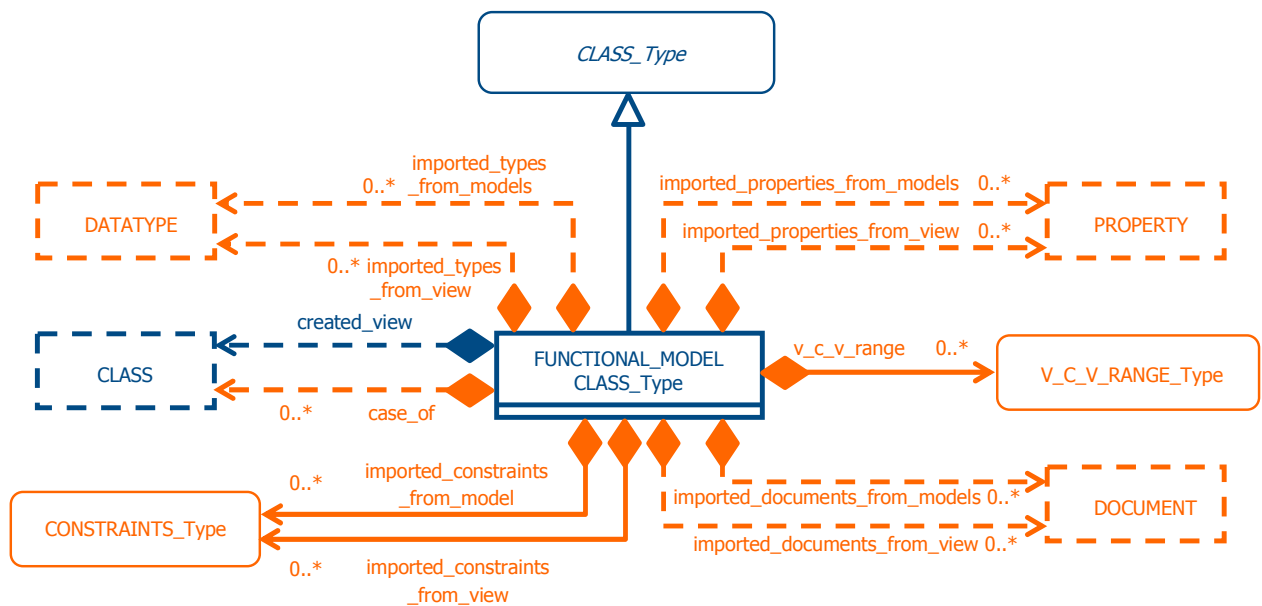 CLASS_Type
imported_types
0..* _from_models
imported_properties_from_models 0..*
DATATYPE
PROPERTY
imported_properties_from_view 0..*
0..* imported_types
_from_view
created_view
FUNCTIONAL_MODEL
CLASS_Type
v_c_v_range 0..*
CLASS
V_C_V_RANGE_Type
0..* case_of
0..* imported_constraints
_from_model
imported_documents_from_models 0..*
DOCUMENT
CONSTRAINTS_Type
imported_documents_from_view 0..*
0..* imported_constraints
_from_view